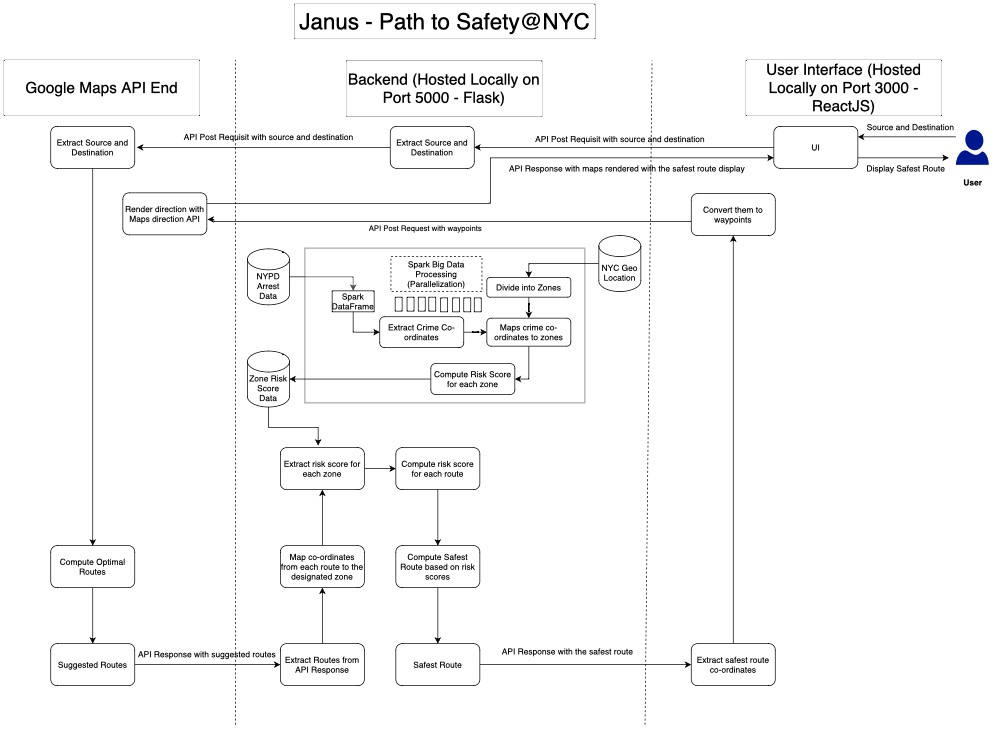 Janus - Path to Safety@NYC
Google Maps API End
Backend (Hosted Locally on
Port 5000 - Flask)
User Interface (Hosted
Locally on Port 3000 -
ReactJS)
Extract Source and
Destination
API Post Requisit with source and destination
Extract Source and
Destination
API Post Requisit with source and destination
UI
Source and Destination
API Response with maps rendered with the safest route display
Display Safest Route
User
Render direction with
Maps direction API
Convert them to
waypoints
API Post Request with waypoints
NYPD
Arrest
Data
Spark Big Data
Processing
(Parallelization)
NYC Geo
Location
Divide into Zones
Spark
DataFrame
Extract Crime Co-
ordinates
Maps crime co-
ordinates to zones
Zone Risk
Score
Data
Compute Risk Score
for each zone
Extract risk score for
each zone
Compute risk score
for each route
Compute Optimal
Routes
Map co-ordinates
from each route to the
designated zone
Compute Safest
Route based on risk
scores
Suggested Routes
API Response with suggested routes
Extract Routes from
API Response
Safest Route
API Response with the safest route
Extract safest route
co-ordinates